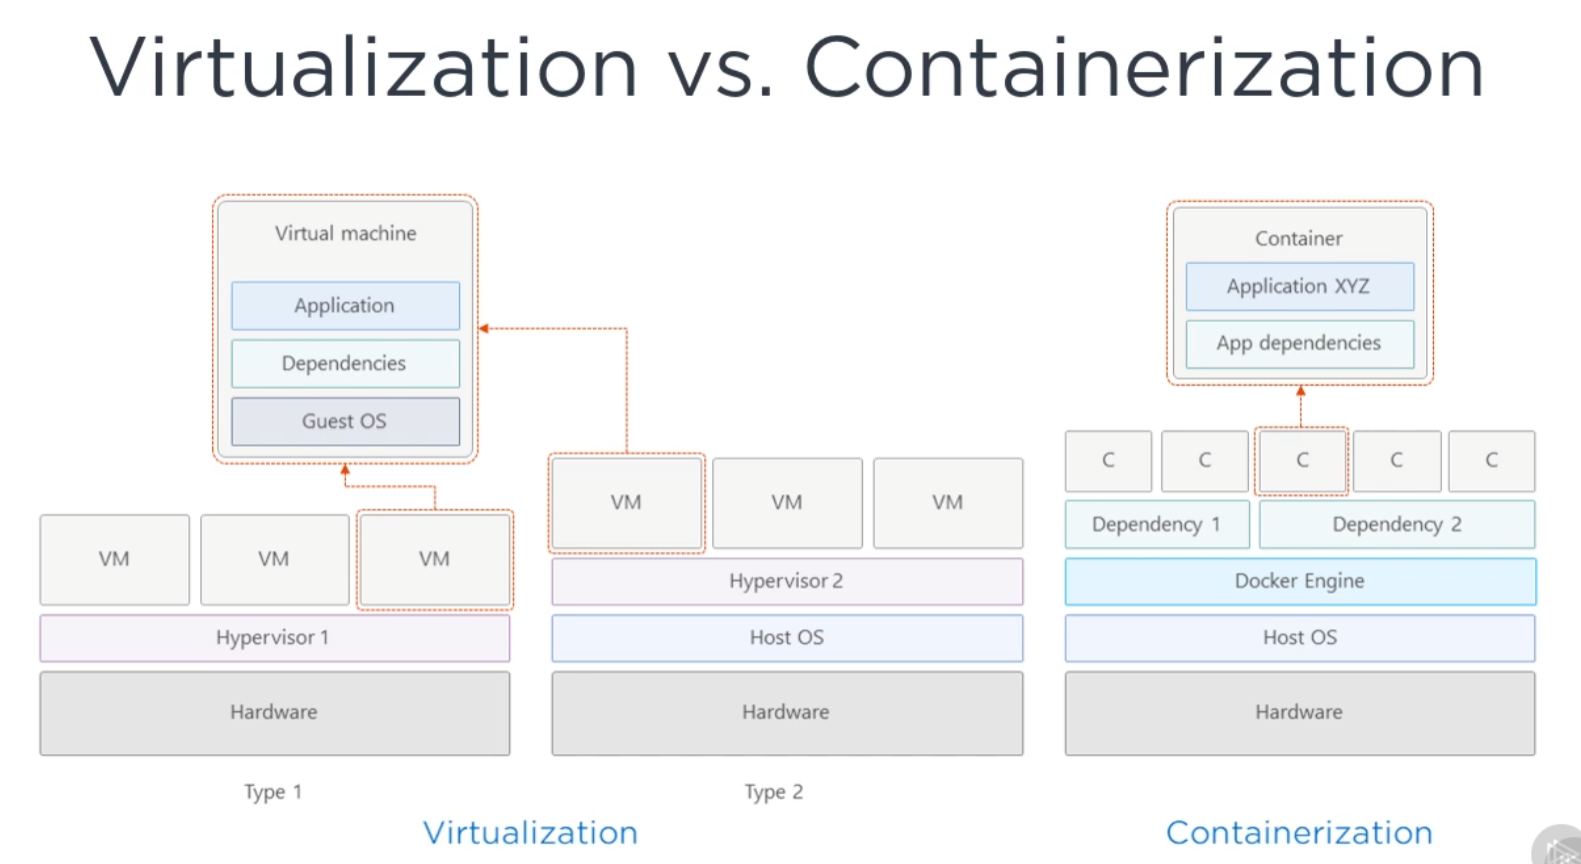 Virtualization vs. Containerization
Virtual machine
Application
Dependencies
Guest OS
VM
VM
VM
Hypervisor 1
Hardware
Type 1
VM
VM
VM
Hypervisor 2
Host OS
Hardware
Type 2
Virtualization
Container
Application XYZ
App dependencies
C
C
C
C
C
Dependency 1
Dependency 2
Docker Engine
Host OS
Hardware
Containerization